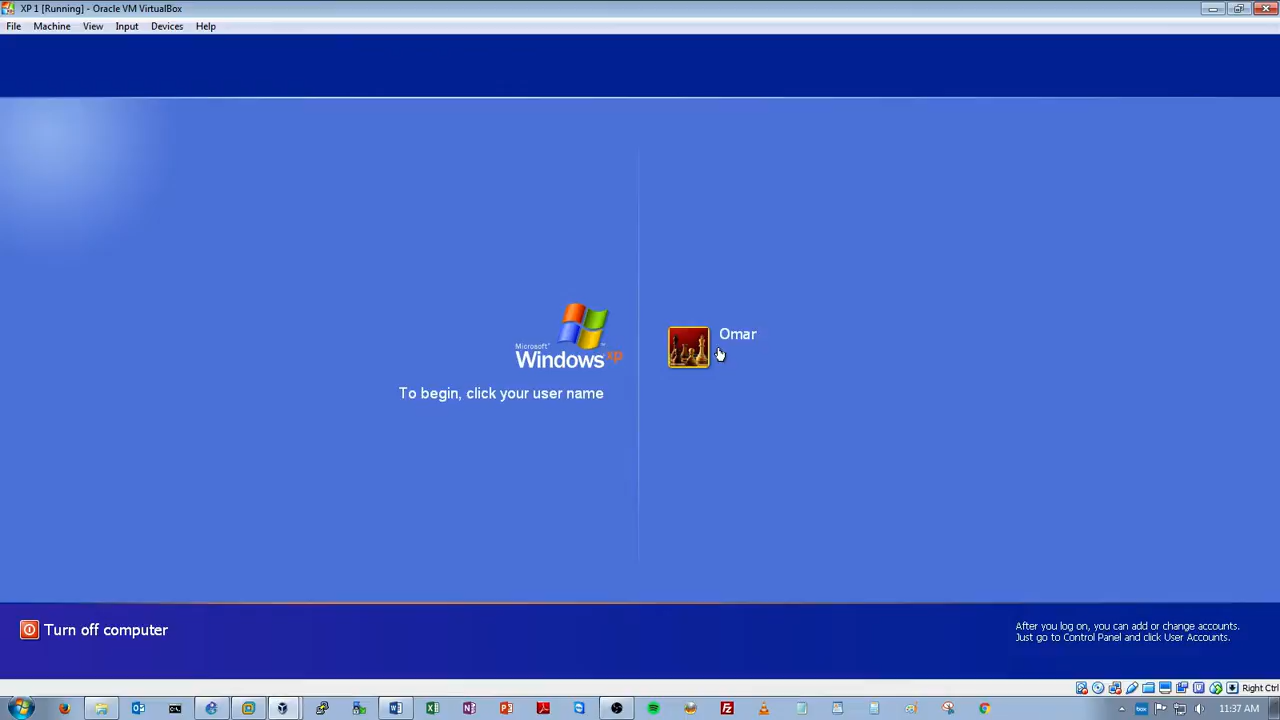 XP 1 [Running] - Oracle VM VirtualBox
File Machine View Input Devices Help
Omar
Microsoft
Windows xp
To begin, click your user name
Turn off computer
After you log on, you can add or change accounts.
Just go to Control Panel and click User Accounts.
Right Ctrl
11:37 AM